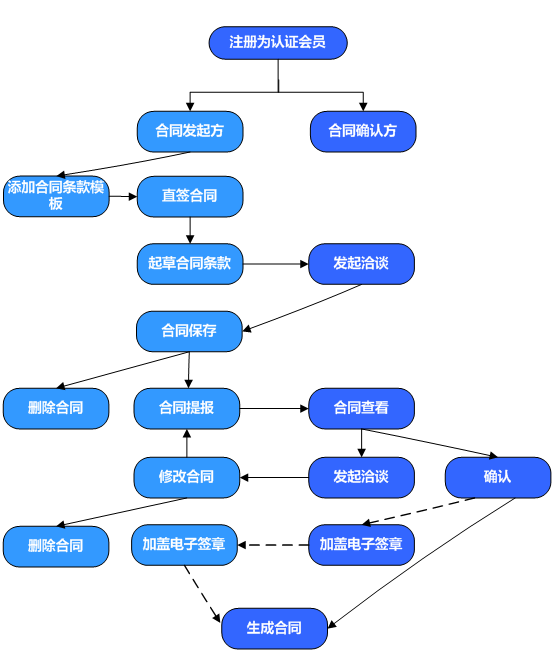 注册为认证会员
合同发起方
合同确认方
添加合同条款模
板
直签合同
起草合同条款
发起洽谈
合同保存
删除合同
合同提报
合同查看
修改合同
发起洽谈
确认
删除合同
加盖电子签章
加盖电子签章
生成合同